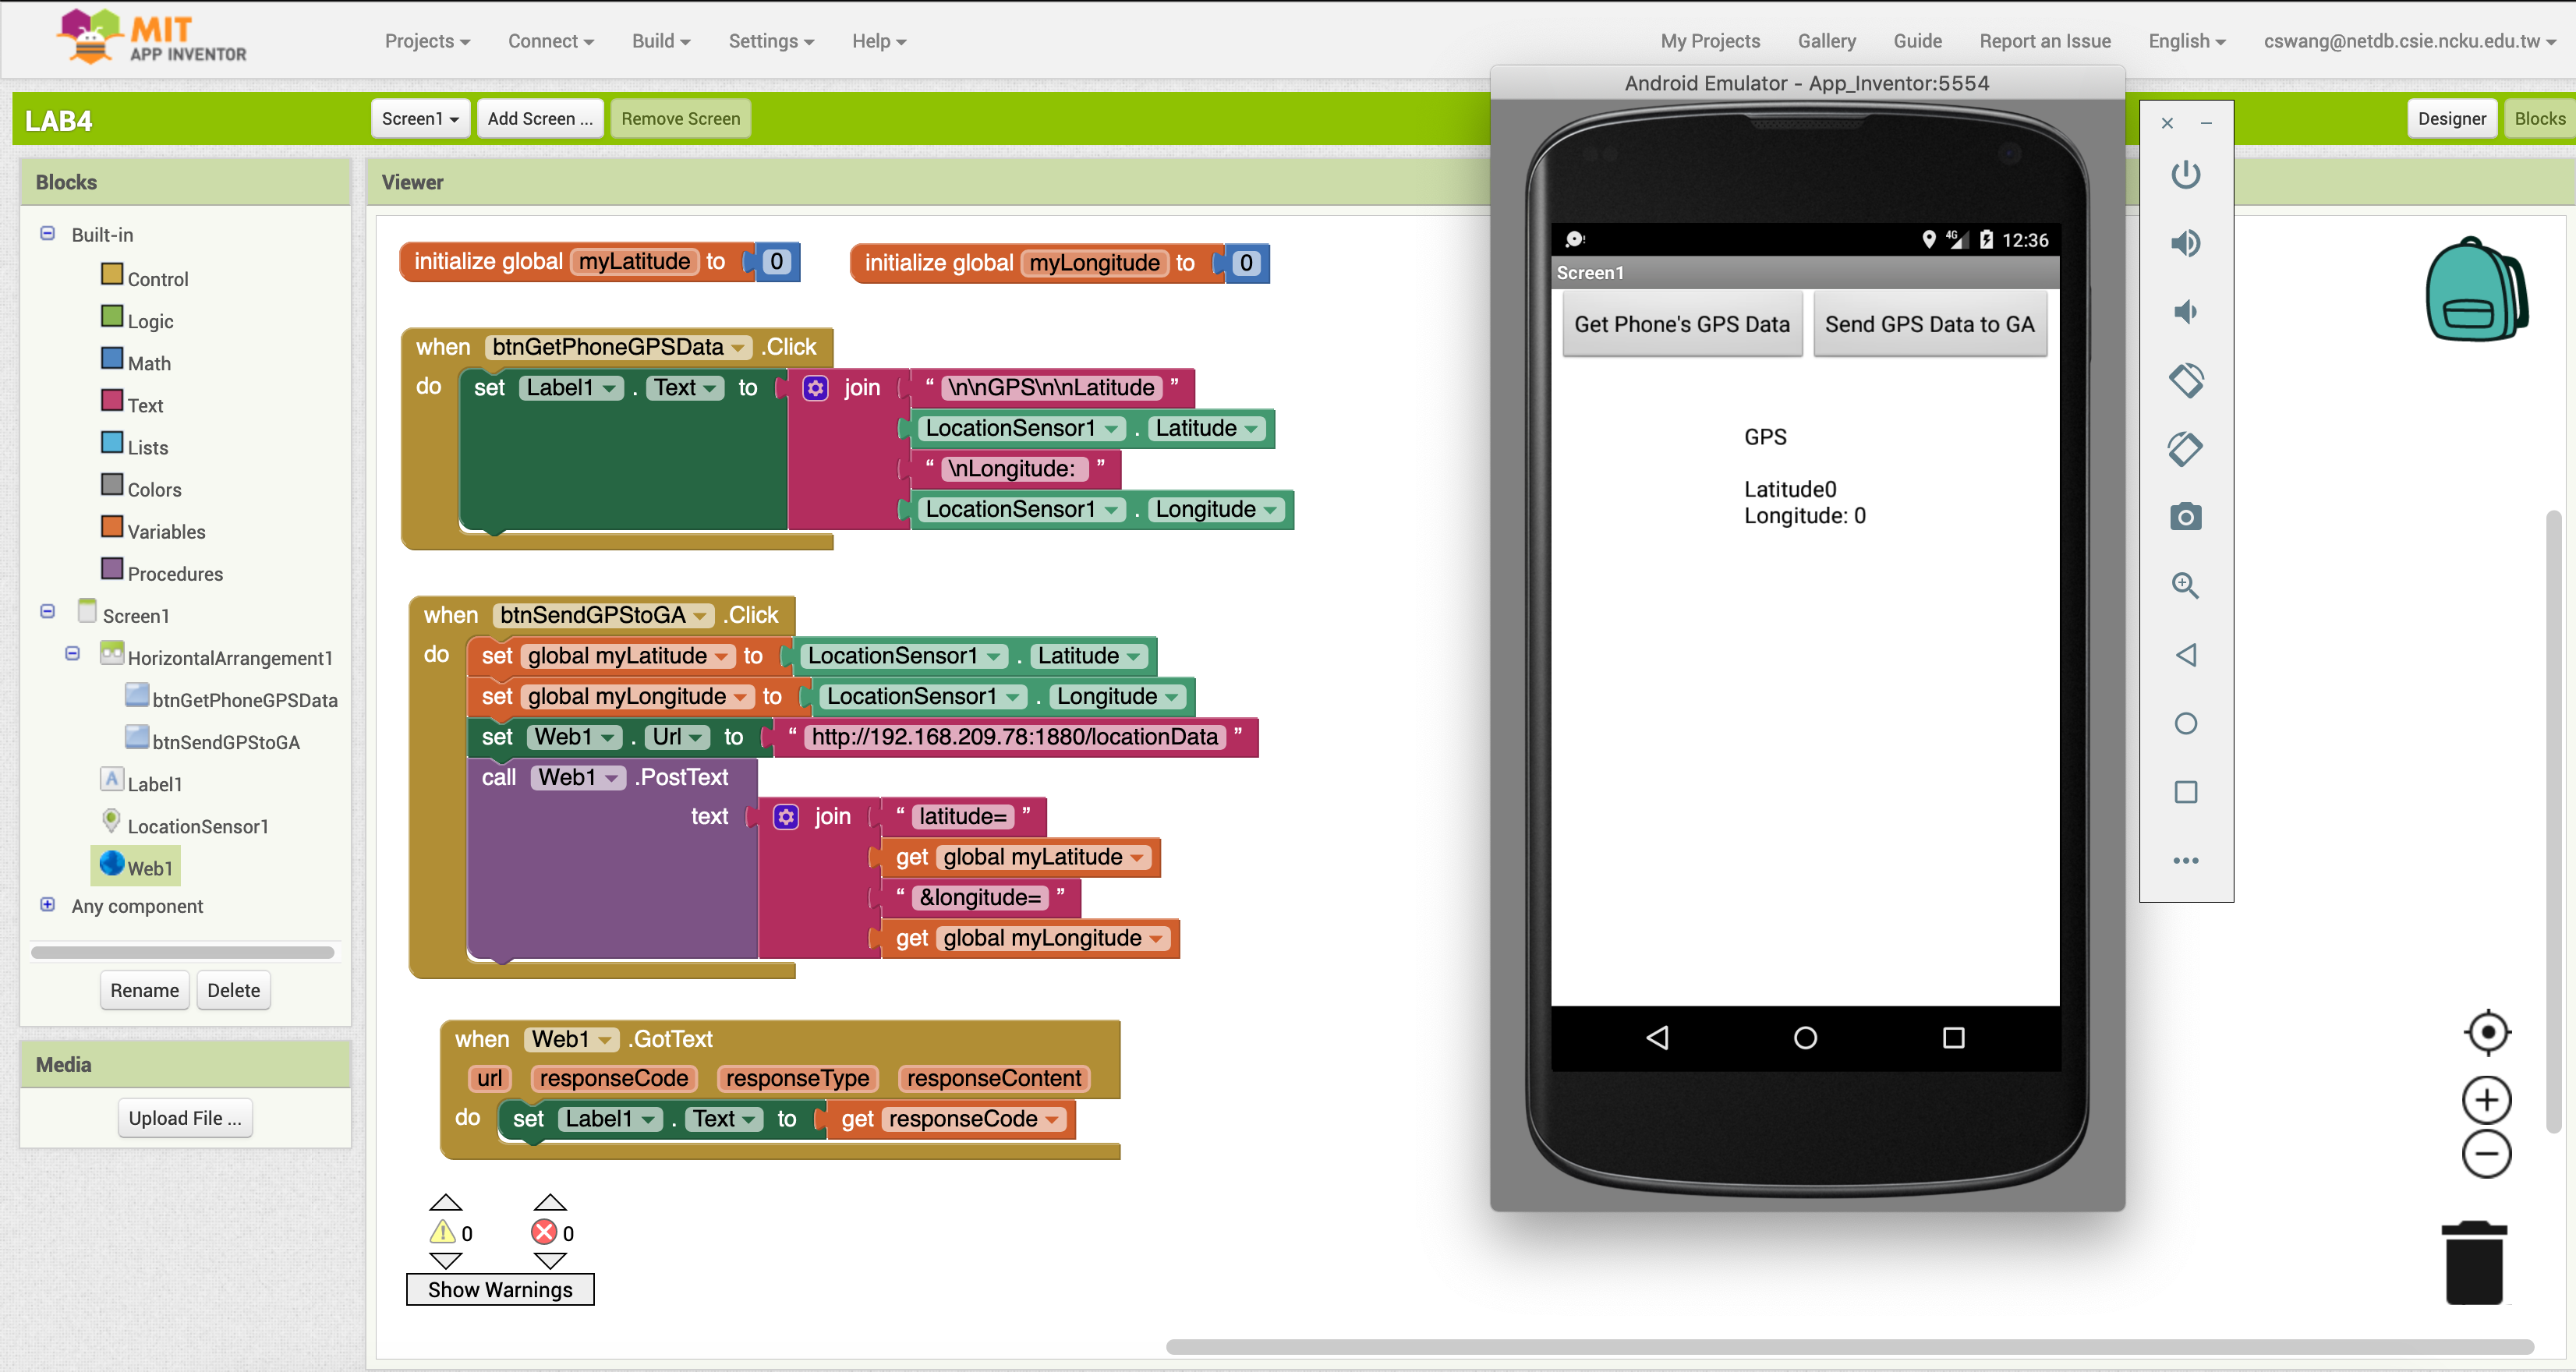 MIT
APP INVENTOR
Projects Connect Build Settings Help My Projects Gallery Guide Report an Issue English cswang@netdb.csie.ncku.edu.tw
LAB4 Screen1 Add Screen ... Remove Screen Designer Blocks
Blocks
Built-in
Control
Logic
Math
Text
Lists
Colors
Variables
Procedures
Screen1
HorizontalArrangement1
btnGetPhoneGPSData
btnSendGPStoGA
Label1
LocationSensor1
Web1
Any component
Rename Delete
Media
Upload File ...
Viewer
initialize global myLatitude to 0
initialize global myLongitude to 0
when btnGetPhoneGPSData .Click
do set Label1 . Text to join “ \n\nGPS\n\nLatitude ”
LocationSensor1 . Latitude
“ \nLongitude: ”
LocationSensor1 . Longitude
when btnSendGPStoGA .Click
do set global myLatitude to LocationSensor1 . Latitude
set global myLongitude to LocationSensor1 . Longitude
set Web1 . Url to “ http://192.168.209.78:1880/locationData ”
call Web1 .PostText
text join “ latitude= ”
get global myLatitude
“ &longitude= ”
get global myLongitude
when Web1 .GotText
url responseCode responseType responseContent
do set Label1 . Text to get responseCode
0 0
Show Warnings
Android Emulator - App_Inventor:5554
4G 12:36
Screen1
Get Phone's GPS Data Send GPS Data to GA
GPS
Latitude0
Longitude: 0